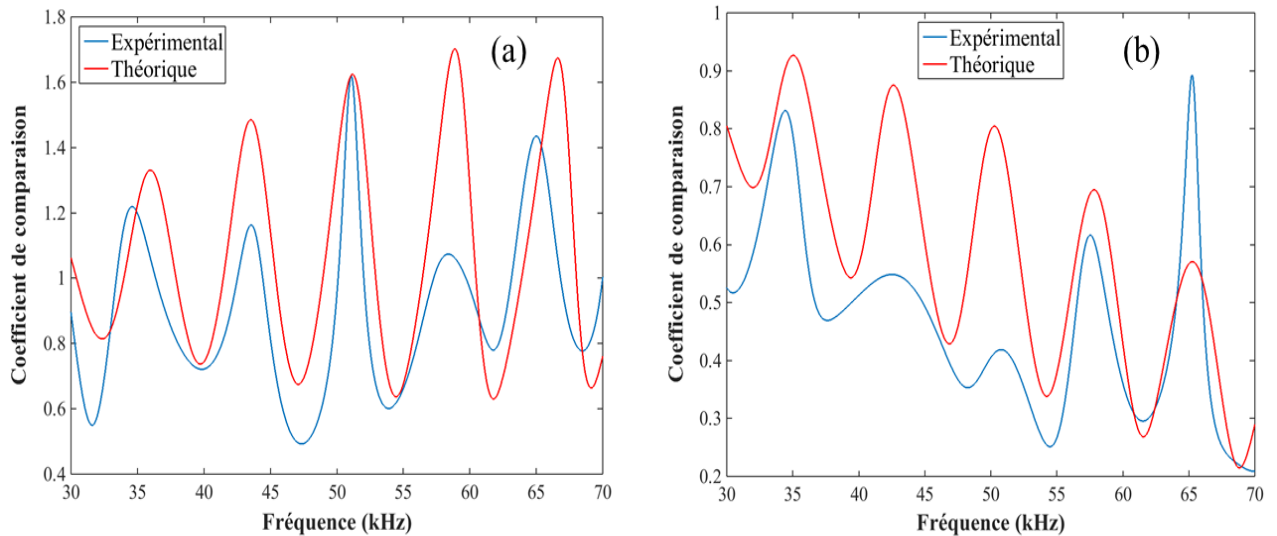 1.8
1.6
1.4
1.2
1
0.8
0.6
0.4
30 35 40 45 50 55 60 65 70
Coefficient de comparaison
Fréquence (kHz)
Expérimental
Théorique
(a)
1
0.9
0.8
0.7
0.6
0.5
0.4
0.3
0.2
30 35 40 45 50 55 60 65 70
Coefficient de comparaison
Fréquence (kHz)
Expérimental
Théorique
(b)